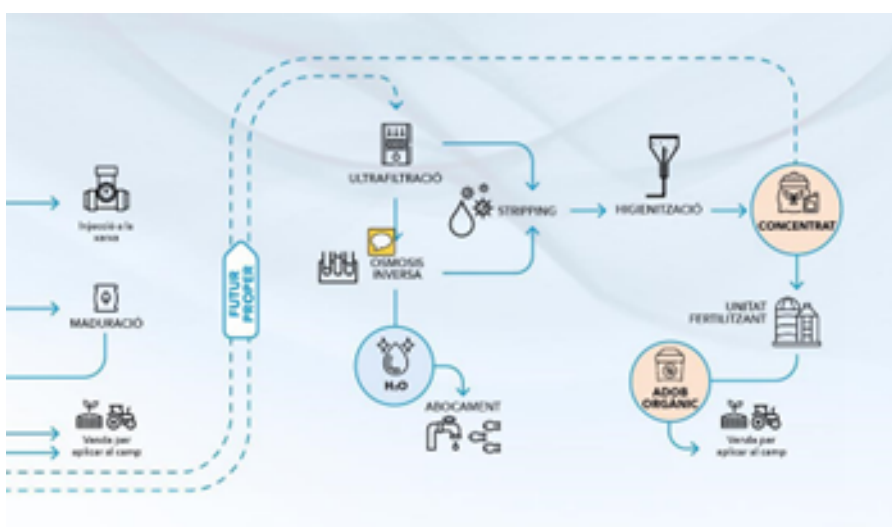 ULTRAFILTRACIÓ
STRIPPING
HIGIENITZACIÓ
CONCENTRAT
Injecció a la
xarxa
OSMOSIS
INVERSA
FUTUR
PROPER
MADURACIÓ
UNITAT
FERTILITZANT
H₂O
ADOB
ORGÀNIC
ABOCAMENT
Venda per
aplicar al camp
Venda per
aplicar al camp